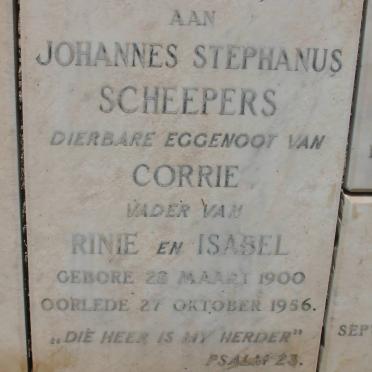 AAN
JOHANNES STEPHANUS
SCHEEPERS
DIERBARE EGGENOOT VAN
CORRIE
VADER VAN
RINIE EN ISABEL
GEBORE 28 MAART 1900
OORLEDE 27 OKTOBER 1956.
„DIE HEER IS MY HERDER"
PSALM 23.
SEP